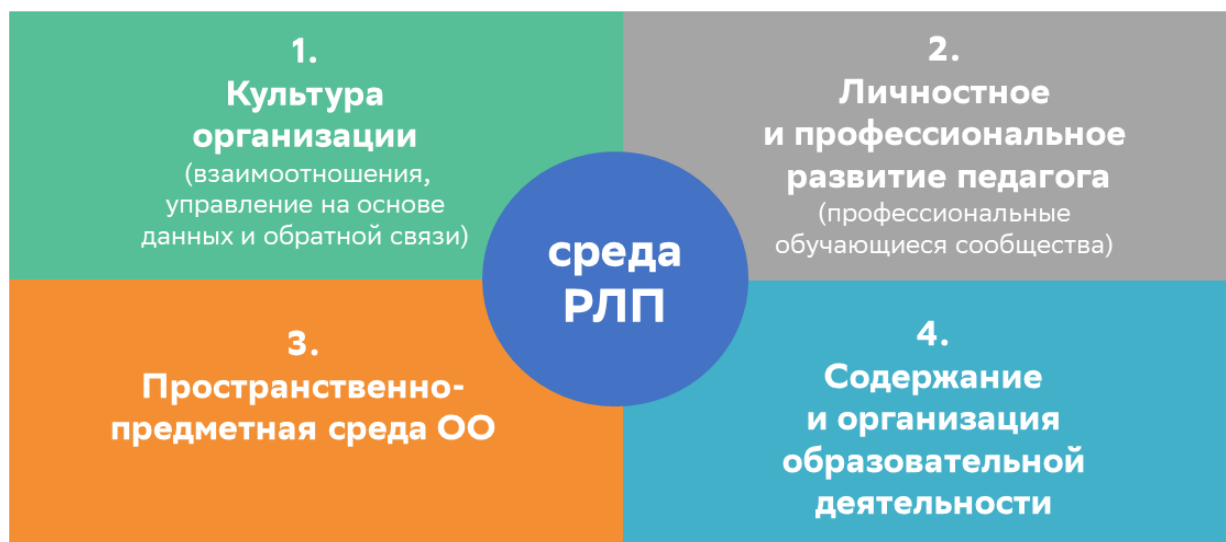 1.
Культура
организации
(взаимоотношения,
управление на основе
данных и обратной связи)
2.
Личностное
и профессиональное
развитие педагога
(профессиональные
обучающиеся сообщества)
среда
РЛП
3.
Пространственно-
предметная среда ОО
4.
Содержание
и организация
образовательной
деятельности